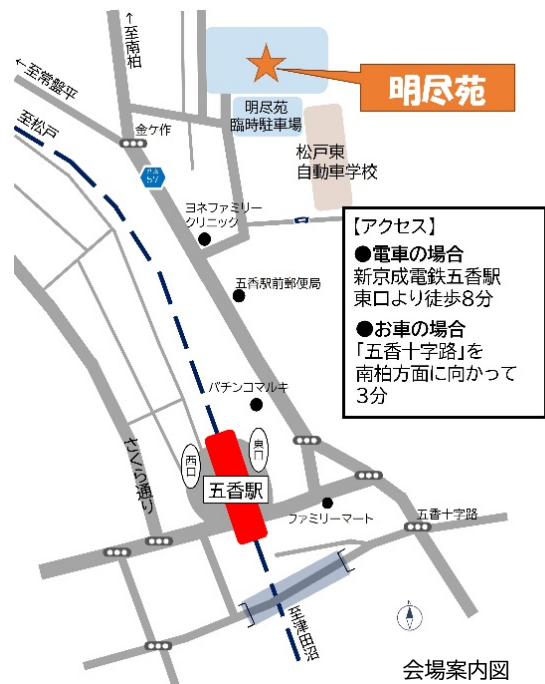 ↑至南柏
←至常盤平
至松戸
金ケ作
明尽苑
明尽苑
臨時駐車場
松戸東
自動車学校
ヨネファミリー
クリニック
五香駅前郵便局
【アクセス】
●電車の場合
新京成電鉄五香駅
東口より徒歩8分
●お車の場合
「五香十字路」を
南柏方面に向かって
3分
パチンコマルキ
さくら通り
西口
東口
五香駅
ファミリーマート
五香十字路
至津田沼
会場案内図